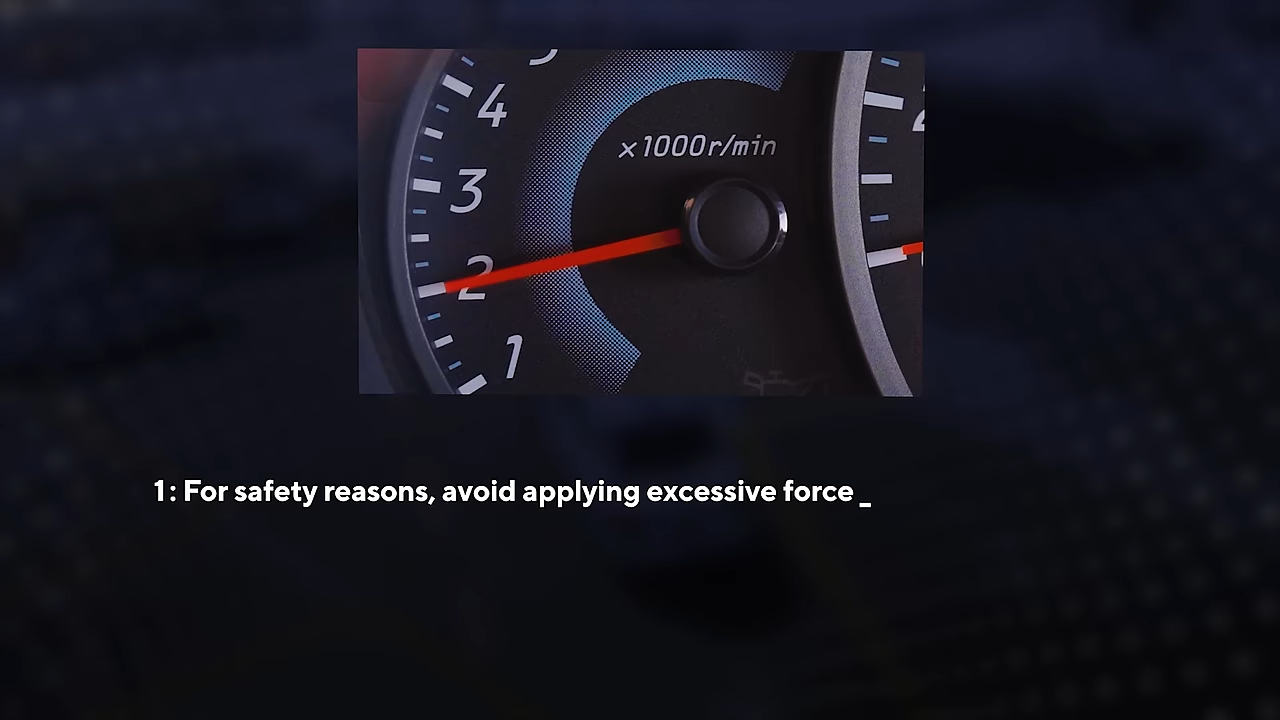 4
x1000r/min
3
2
1
1: For safety reasons, avoid applying excessive force _